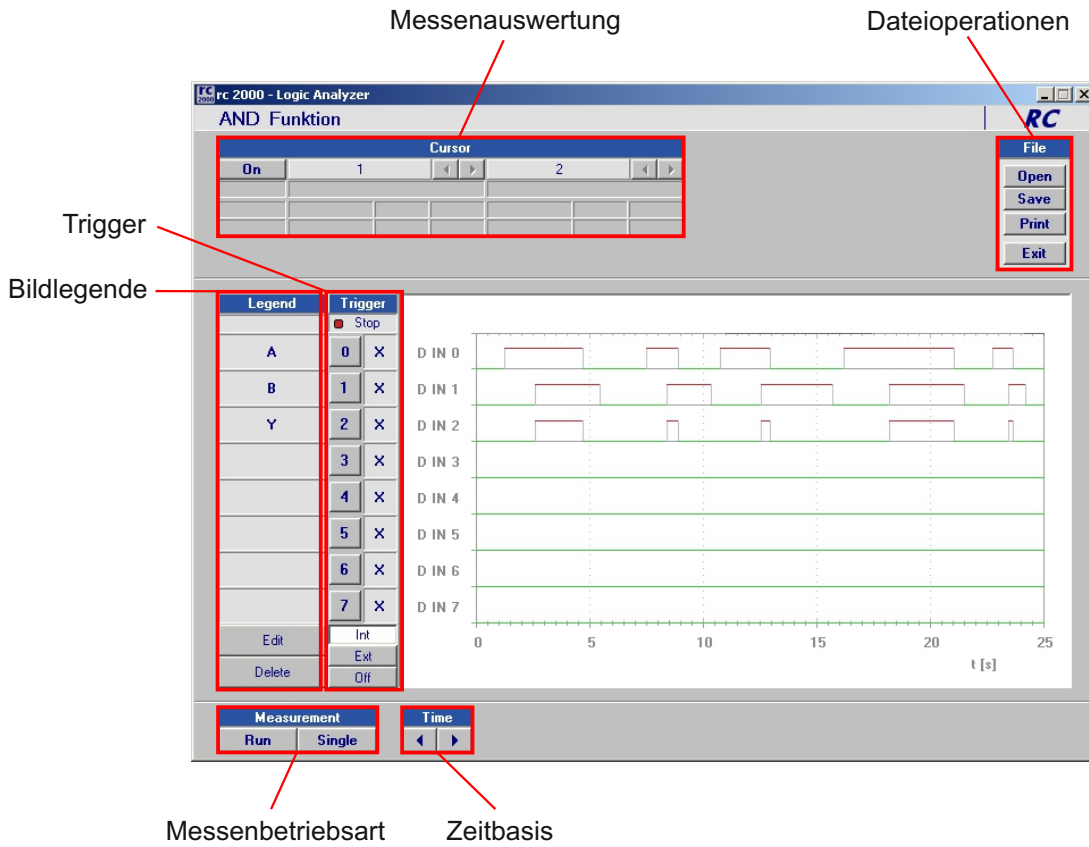 Messenauswertung
Dateioperationen
rc 2000 rc 2000 - Logic Analyzer
AND Funktion
RC
Cursor
On 1 2
File
Open
Save
Print
Exit
Trigger
Bildlegende
Legend
Trigger
Stop
A 0 X D IN 0
B 1 X D IN 1
Y 2 X D IN 2
3 X D IN 3
4 X D IN 4
5 X D IN 5
6 X D IN 6
7 X D IN 7
Edit
Delete
Int
Ext
Off
0 5 10 15 20 25
t [s]
Measurement
Run Single
Time
Messenbetriebsart
Zeitbasis